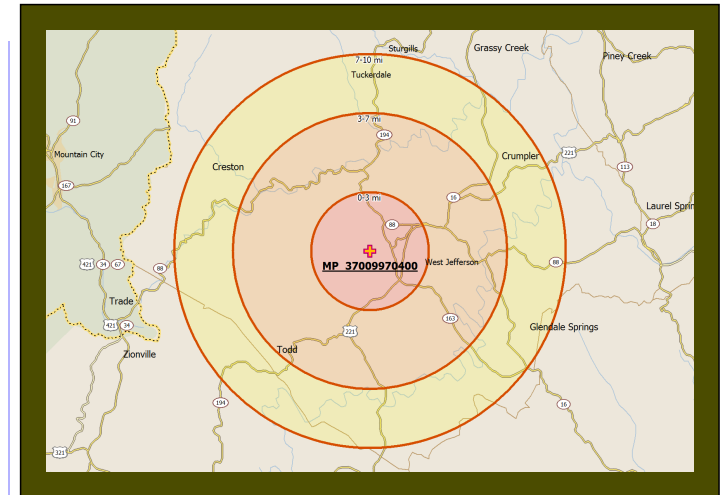 Sturgills
Grassy Creek
Piney Creek
7-10 mi
Tuckerdale
91
3-7 mi
194
Mountain City
221
Crumpler
113
Creston
167
16
0-3 mi
Laurel Sprin
88
18
West Jefferson
MP_37009970400
421
34
67
88
88
Trade
421
34
163
Glendale Springs
221
Zionville
Todd
194
16
321